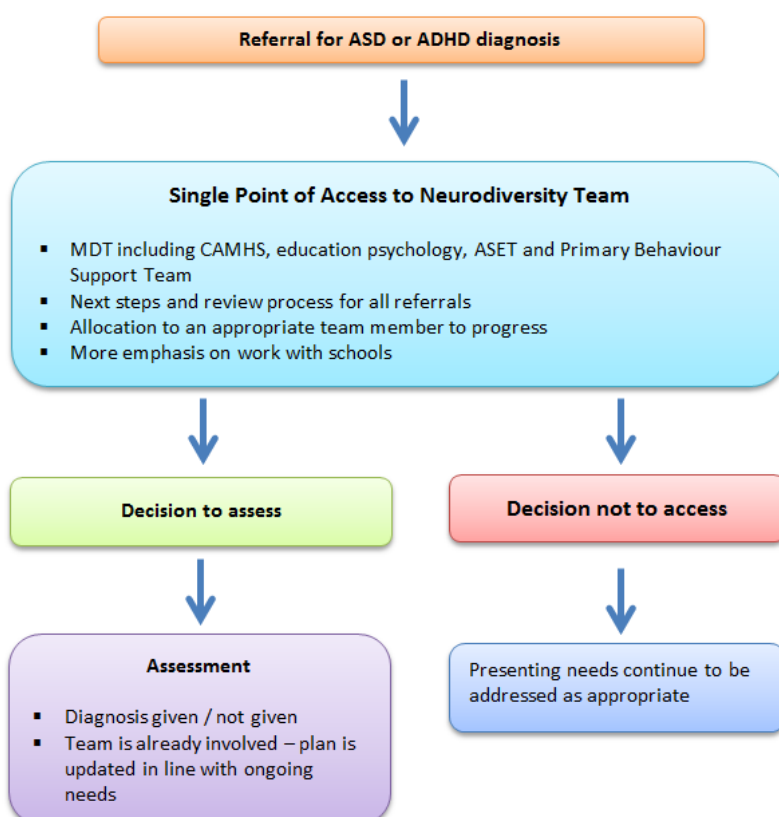 Referral for ASD or ADHD diagnosis
Single Point of Access to Neurodiversity Team
▪ MDT including CAMHS, education psychology, ASET and Primary Behaviour
Support Team
▪ Next steps and review process for all referrals
▪ Allocation to an appropriate team member to progress
▪ More emphasis on work with schools
Decision to assess
Decision not to access
Assessment
▪ Diagnosis given / not given
▪ Team is already involved – plan is
updated in line with ongoing
needs
Presenting needs continue to be
addressed as appropriate